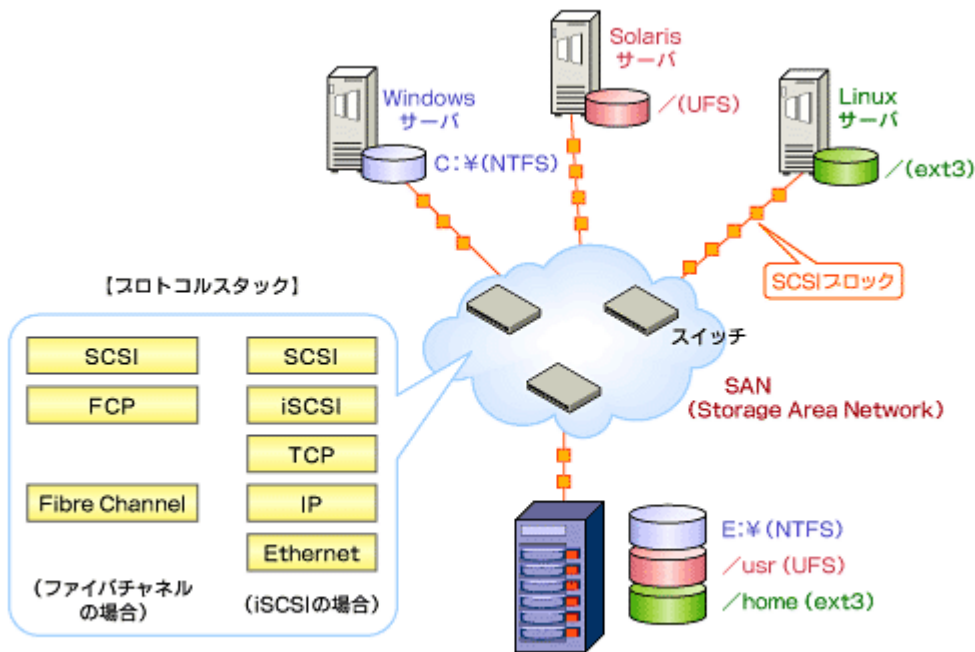 Solaris
サーバ
／(UFS)
Windows
サーバ
C:¥(NTFS)
Linux
サーバ
／(ext3)
SCSIブロック
【プロトコルスタック】
SCSI
FCP
Fibre Channel
(ファイバチャネル
の場合)
SCSI
iSCSI
TCP
IP
Ethernet
(iSCSIの場合)
スイッチ
SAN
(Storage Area Network)
E:¥(NTFS)
／usr (UFS)
／home (ext3)